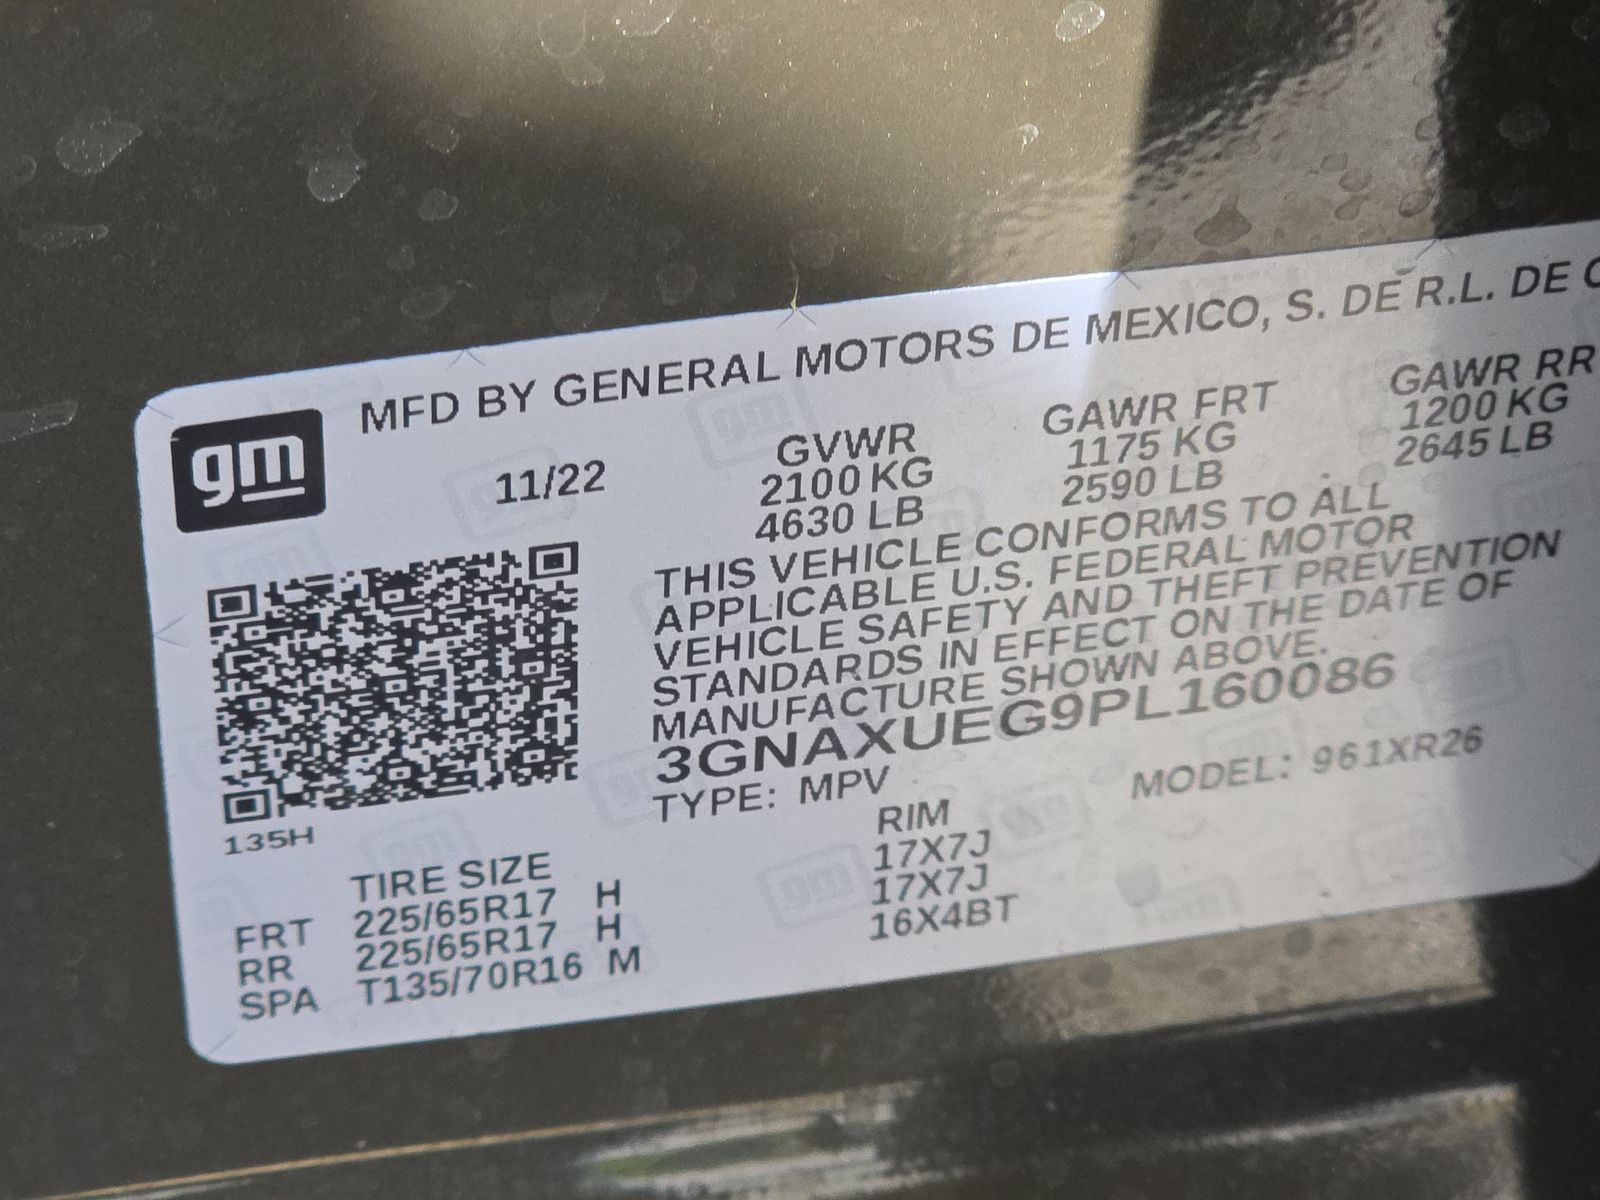 MFD BY GENERAL MOTORS DE MEXICO, S. DE R.L. DE
gm
11/22
GVWR GAWR FRT GAWR RR
2100 KG 1175 KG 1200 KG
4630 LB 2590 LB 2645 LB
THIS VEHICLE CONFORMS TO ALL
APPLICABLE U.S. FEDERAL MOTOR
VEHICLE SAFETY AND THEFT PREVENTION
STANDARDS IN EFFECT ON THE DATE OF
MANUFACTURE SHOWN ABOVE.
3GNAXUEG9PL160086
TYPE: MPV MODEL: 961XR26
135H
TIRE SIZE RIM
FRT 225/65R17 H 17X7J
RR 225/65R17 H 17X7J
SPA T135/70R16 M 16X4BT